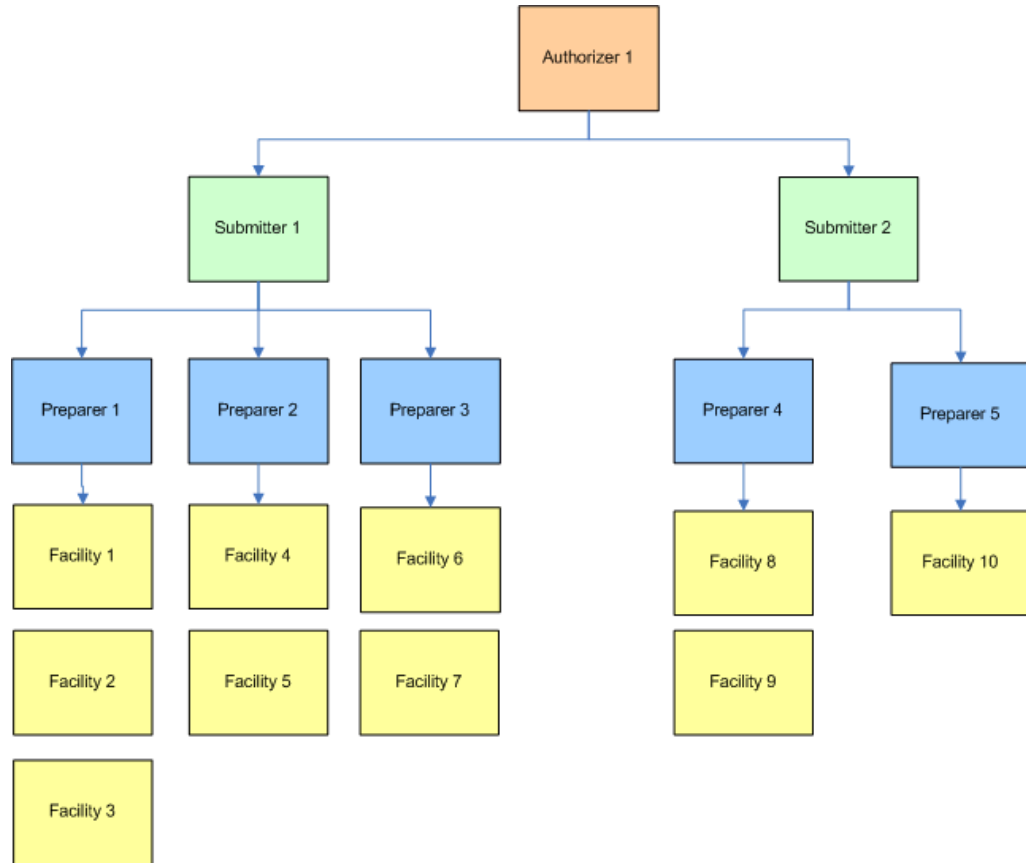 Authorizer 1
Submitter 1
Submitter 2
Preparer 1
Preparer 2
Preparer 3
Preparer 4
Preparer 5
Facility 1
Facility 4
Facility 6
Facility 8
Facility 10
Facility 2
Facility 5
Facility 7
Facility 9
Facility 3